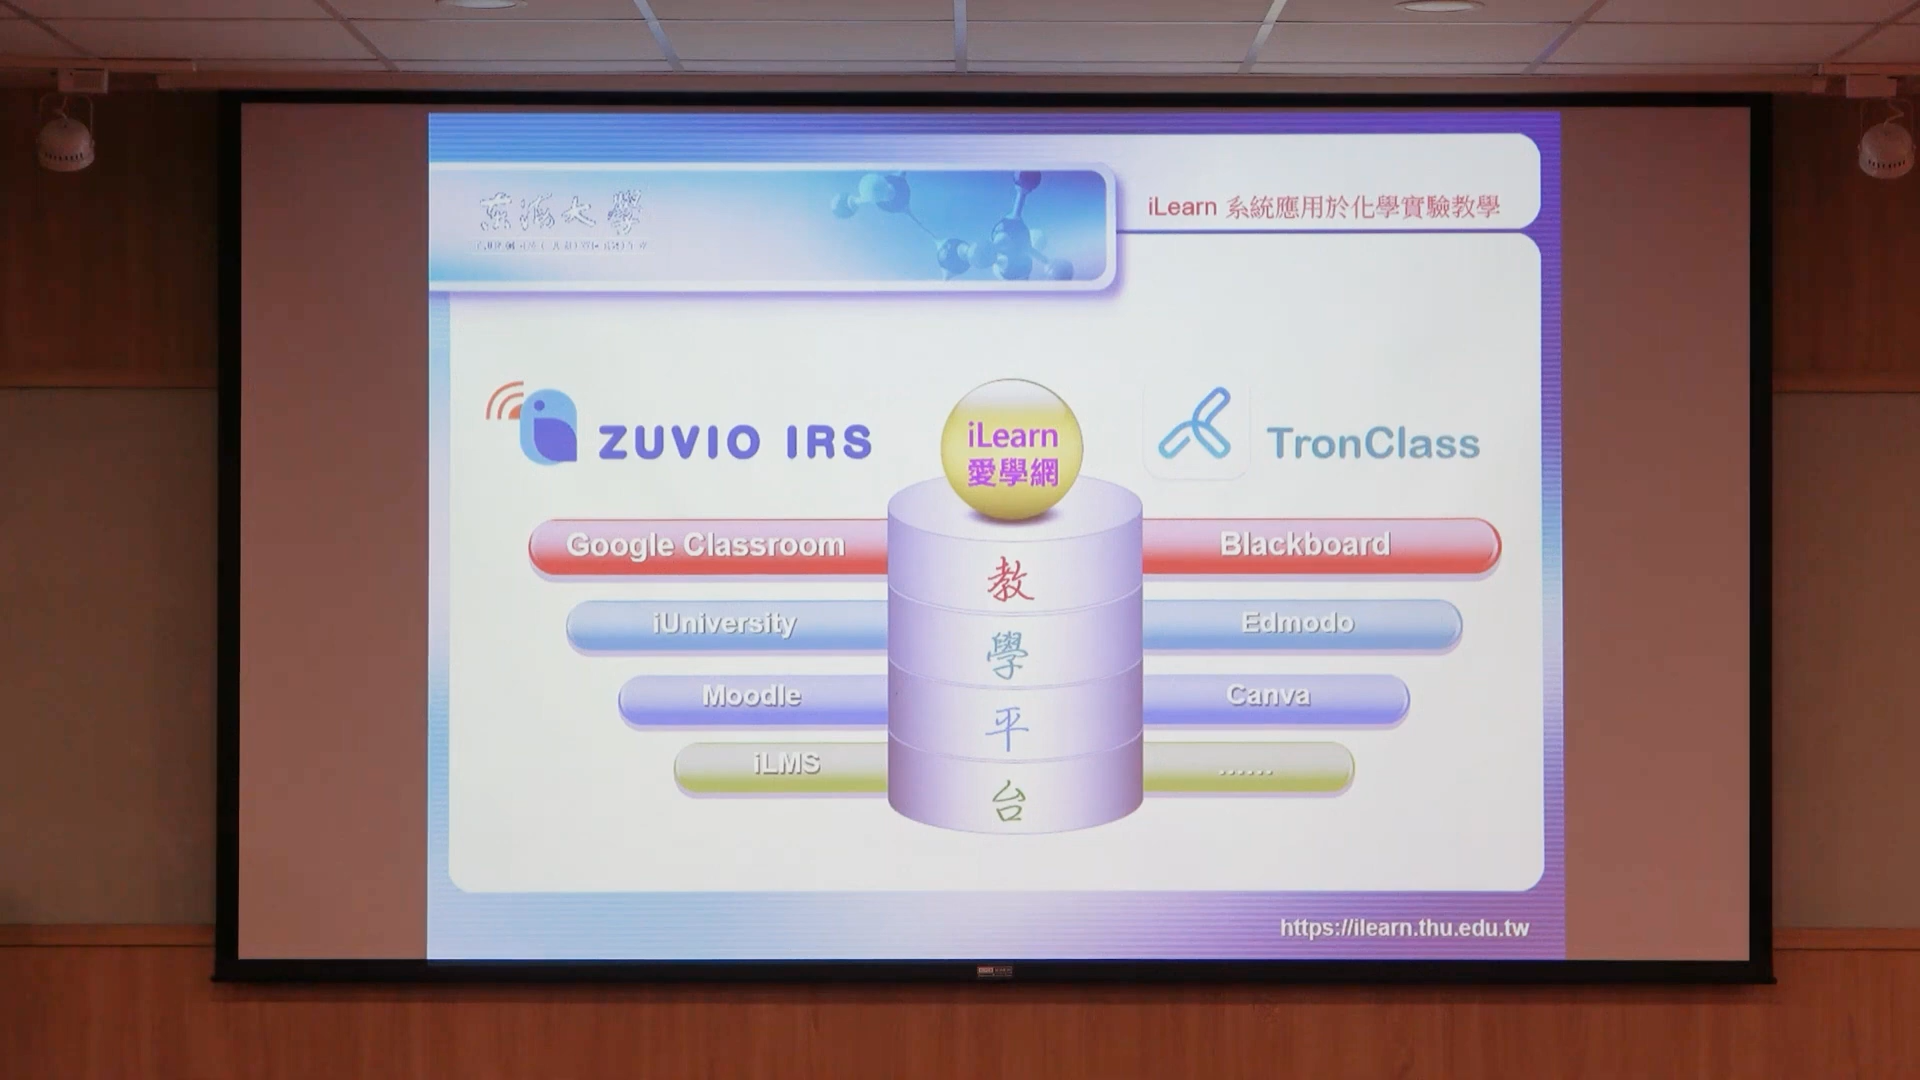 東海大學
iLearn 系統應用於化學實驗教學
ZUVIO IRS
iLearn
愛學網
TronClass
Google Classroom
Blackboard
iUniversity
Edmodo
Moodle
Canva
iLMS
......
教
學
平
台
https://ilearn.thu.edu.tw